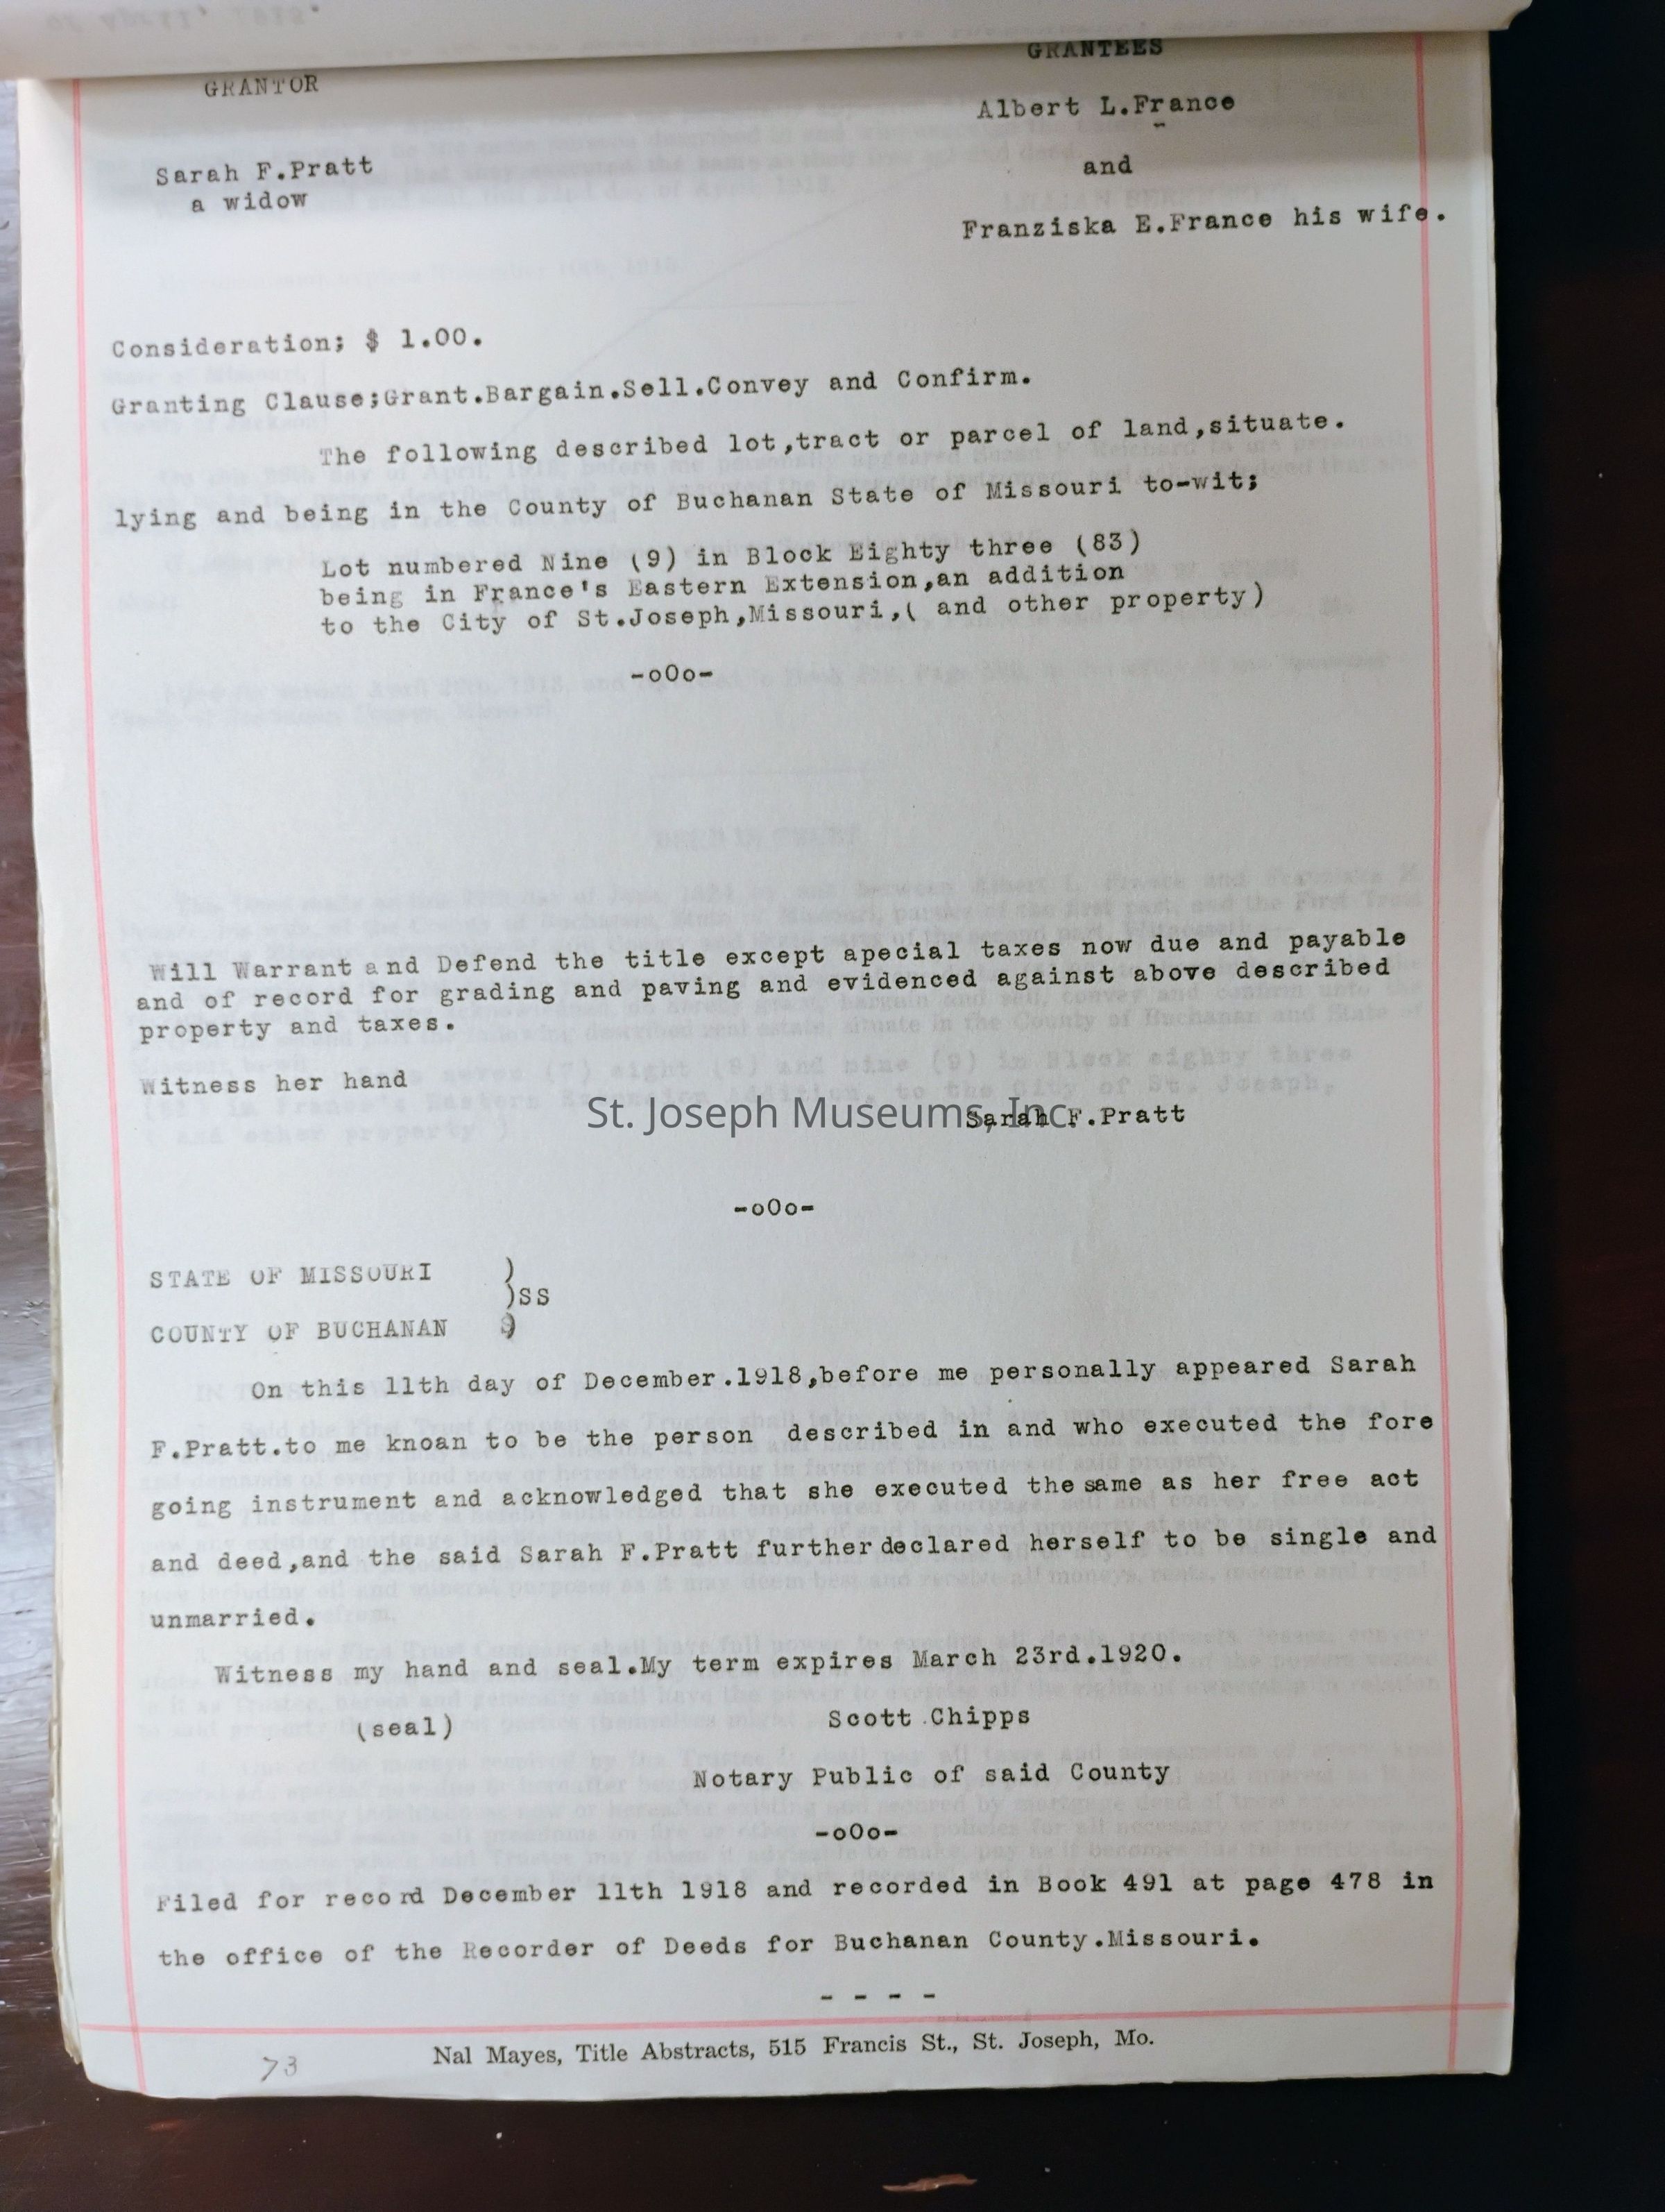 of April, 1918.
GRANTEES
GRANTOR
Albert L.France
and
Sarah F.Pratt
a widow
Franziska E.France his wife.
Consideration; $ 1.00.
Granting Clause;Grant.Bargain.Sell.Convey and Confirm.
The following described lot,tract or parcel of land,situate.
lying and being in the County of Buchanan State of Missouri to-wit;
Lot numbered Nine (9) in Block Eighty three (83)
being in France's Eastern Extension,an addition
to the City of St.Joseph,Missouri,( and other property)
-oOo-
Will Warrant and Defend the title except apecial taxes now due and payable
and of record for grading and paving and evidenced against above described
property and taxes.
Witness her hand
St. Joseph Museums, Inc.
Sarah F.Pratt
-oOo-
STATE OF MISSOURI )
)SS
COUNTY OF BUCHANAN )
On this 11th day of December.1918,before me personally appeared Sarah
F.Pratt.to me knoan to be the person described in and who executed the fore
going instrument and acknowledged that she executed the same as her free act
and deed,and the said Sarah F.Pratt further declared herself to be single and
unmarried.
Witness my hand and seal.My term expires March 23rd.1920.
(seal) Scott Chipps
Notary Public of said County
-oOo-
Filed for record December 11th 1918 and recorded in Book 491 at page 478 in
the office of the Recorder of Deeds for Buchanan County.Missouri.
- - - -
Nal Mayes, Title Abstracts, 515 Francis St., St. Joseph, Mo.
73